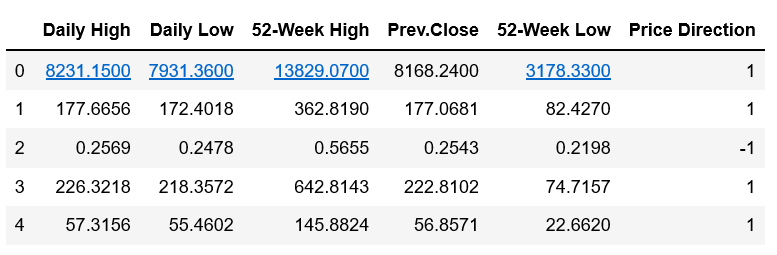 Daily High Daily Low 52-Week High Prev.Close 52-Week Low Price Direction
0 8231.1500 7931.3600 13829.0700 8168.2400 3178.3300 1
1 177.6656 172.4018 362.8190 177.0681 82.4270 1
2 0.2569 0.2478 0.5655 0.2543 0.2198 -1
3 226.3218 218.3572 642.8143 222.8102 74.7157 1
4 57.3156 55.4602 145.8824 56.8571 22.6620 1